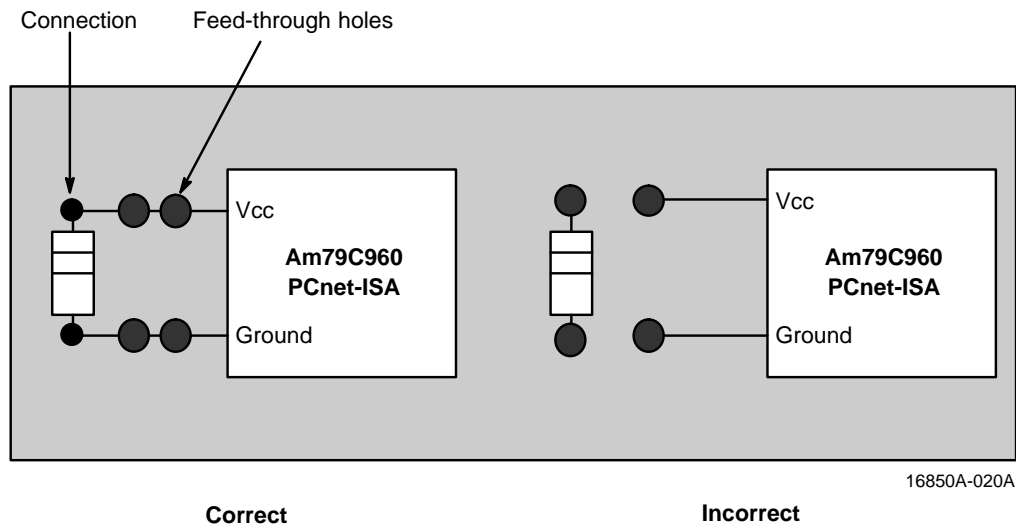 Connection Feed-through holes
Vcc Vcc
Am79C960 Am79C960
PCnet-ISA PCnet-ISA
Ground Ground
16850A-020A
Correct Incorrect